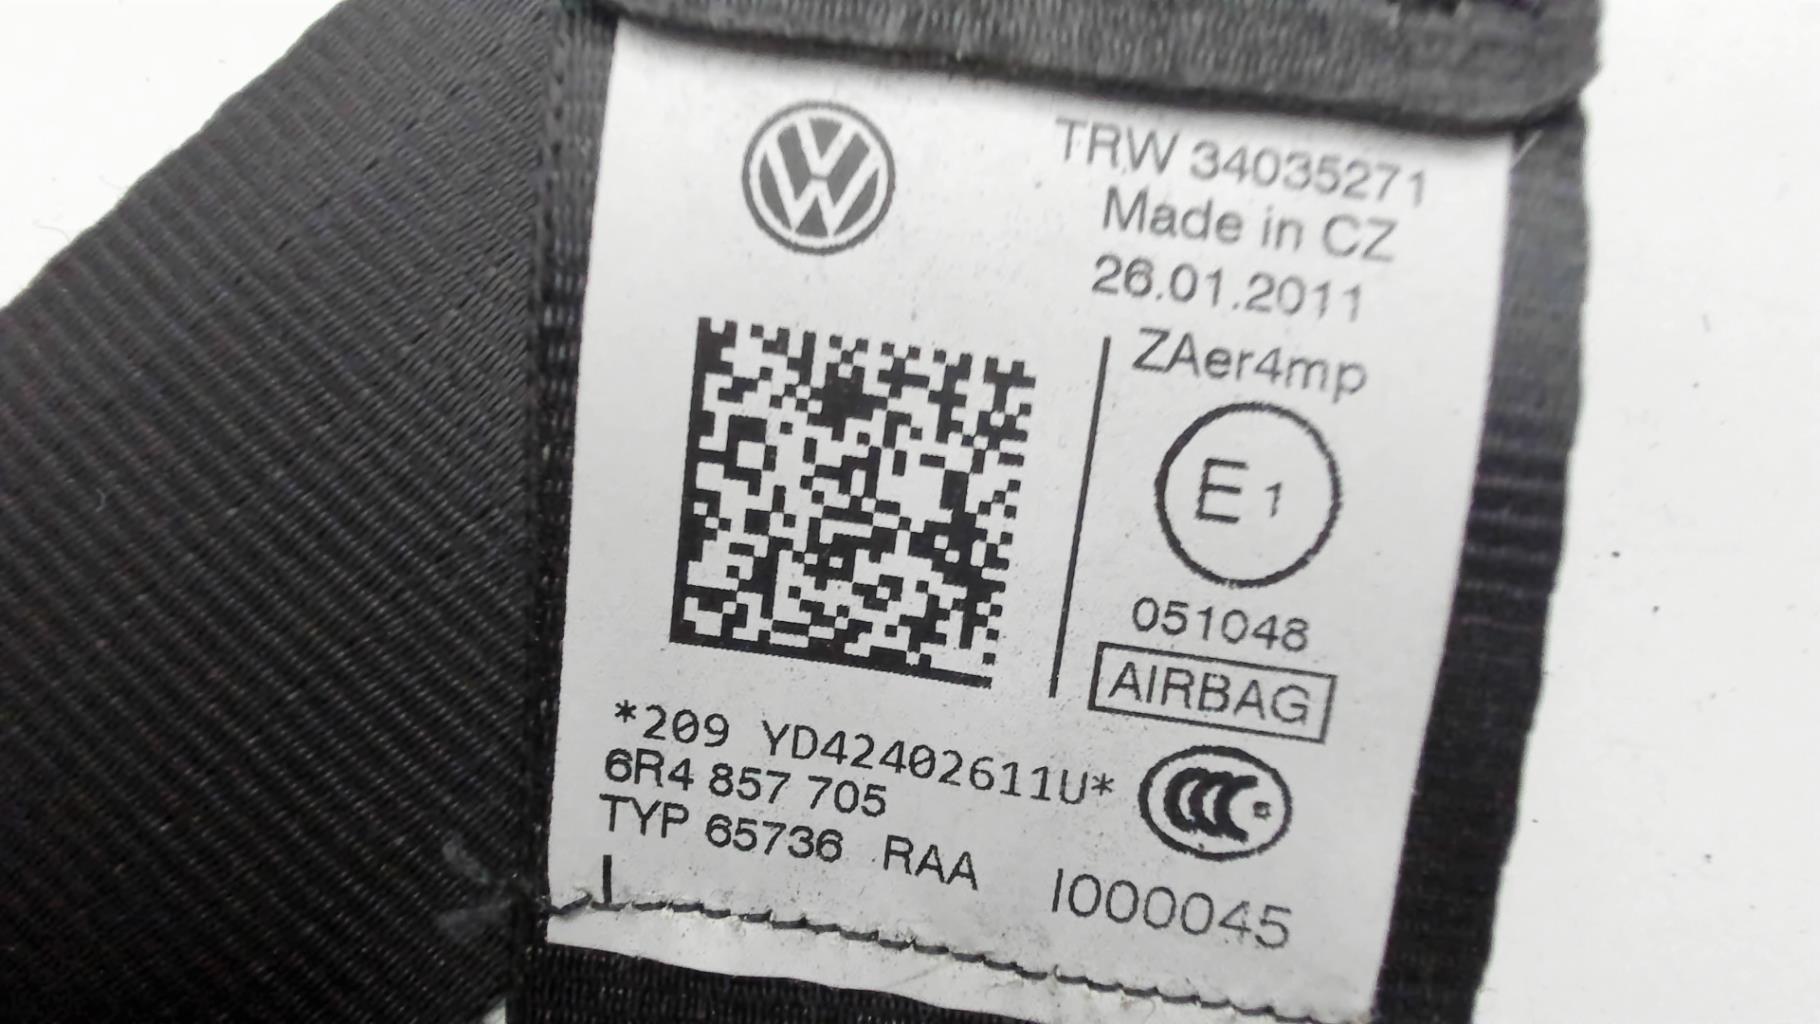 TRW 34035271
Made in CZ
26.01.2011
ZAer4mp
E1
051048
AIRBAG
*209 YD42402611U*
6R4 857 705
TYP 65736 RAA
I000045